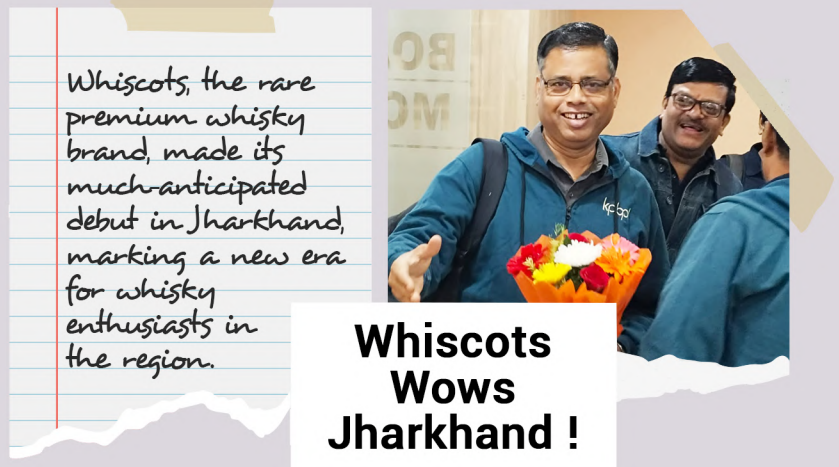 Whiscots, the rare
premium whisky
brand, made its
much-anticipated
debut in Jharkhand,
marking a new era
for whisky
enthusiasts in
the region.
Whiscots
Wows
Jharkhand !